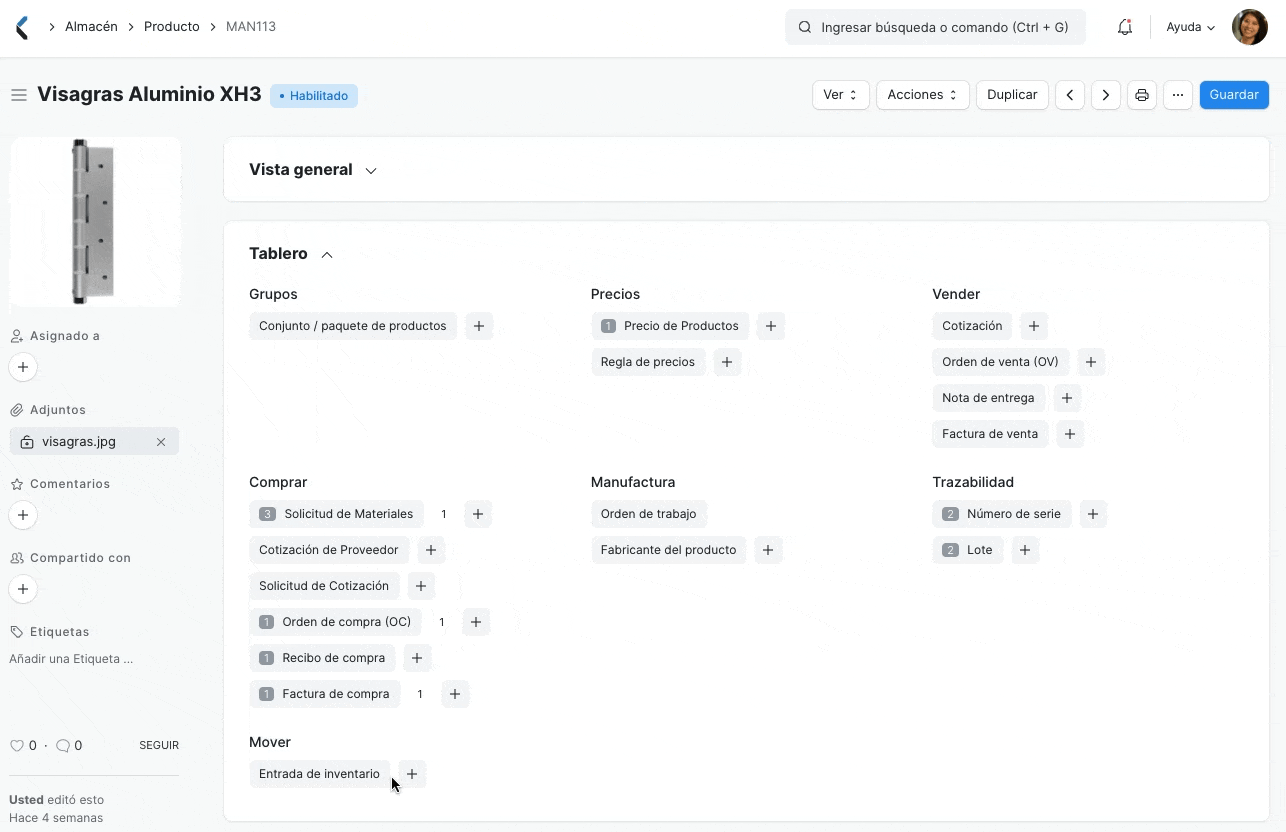 Almacén
Producto
MAN113
Ingresar búsqueda o comando (Ctrl + G)
Ayuda
Visagras Aluminio XH3
Habilitado
Ver
Acciones
Duplicar
Guardar
Asignado a
Adjuntos
visagras.jpg
Comentarios
Compartido con
Etiquetas
Añadir una Etiqueta ...
0 · 0 SEGUIR
Usted editó esto
Hace 4 semanas
Vista general
Tablero
Grupos
Conjunto / paquete de productos
Precios
1 Precio de Productos
Regla de precios
Vender
Cotización
Orden de venta (OV)
Nota de entrega
Factura de venta
Comprar
3 Solicitud de Materiales 1
Cotización de Proveedor
Solicitud de Cotización
1 Orden de compra (OC) 1
1 Recibo de compra
1 Factura de compra 1
Manufactura
Orden de trabajo
Fabricante del producto
Trazabilidad
2 Número de serie
2 Lote
Mover
Entrada de inventario